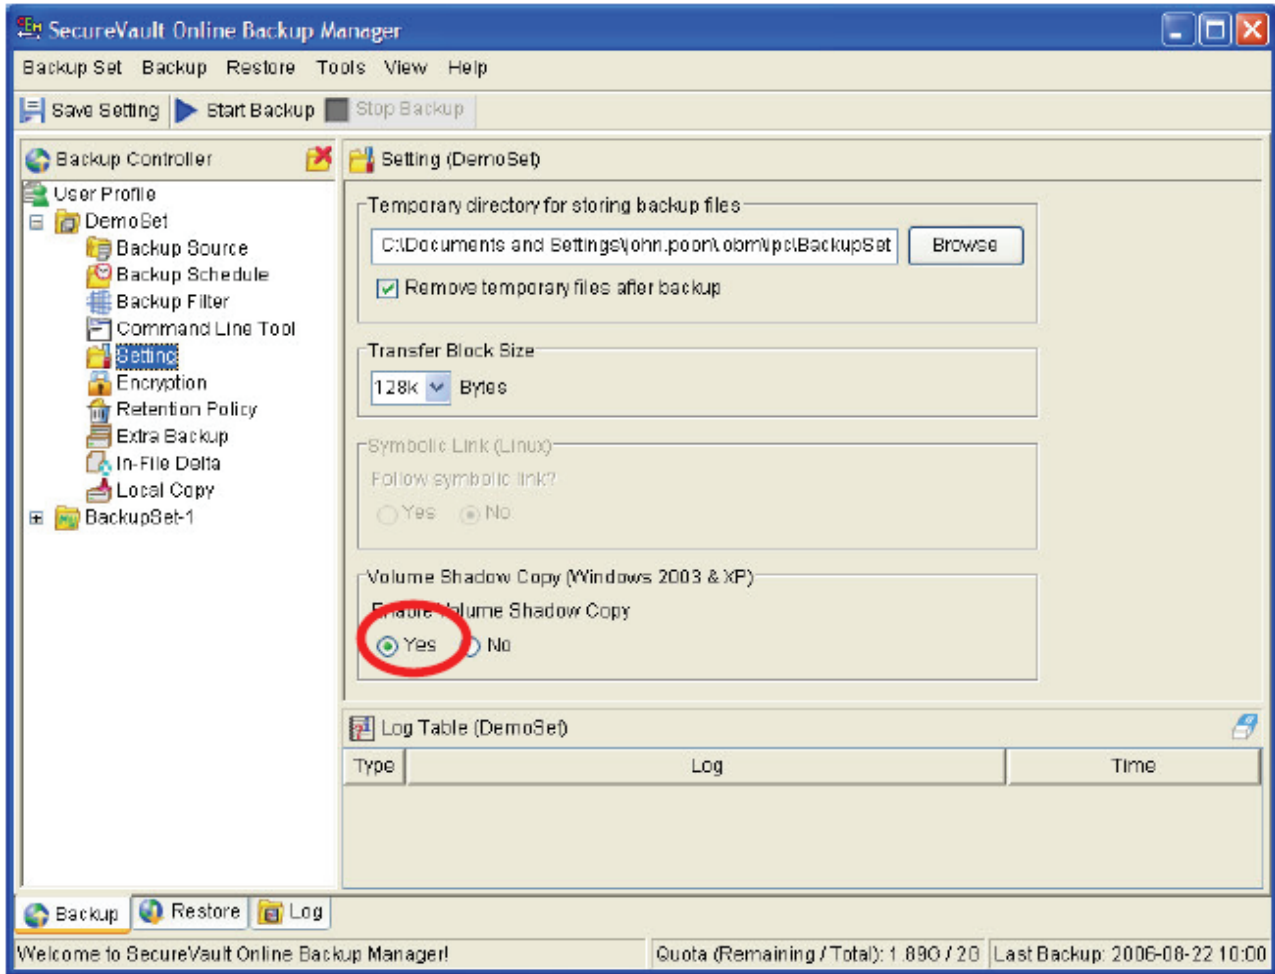 SecureVault Online Backup Manager
Backup Set Backup Restore Tools View Help
Save Setting Start Backup Stop Backup
Backup Controller
User Profile
DemoSet
Backup Source
Backup Schedule
Backup Filter
Command Line Tool
Setting
Encryption
Retention Policy
Extra Backup
In-File Delta
Local Copy
BackupSet-1
Setting (DemoSet)
Temporary directory for storing backup files
C:\Documents and Settings\john.poon\.obm\ipc\BackupSet Browse
Remove temporary files after backup
Transfer Block Size
128k Bytes
Symbolic Link (Linux)
Follow symbolic link?
Yes No
Volume Shadow Copy (Windows 2003 & XP)
Enable Volume Shadow Copy
Yes No
Log Table (DemoSet)
Type Log Time
Backup Restore Log
Welcome to SecureVault Online Backup Manager!
Quota (Remaining / Total): 1.89G / 2G
Last Backup: 2006-08-22 10:00